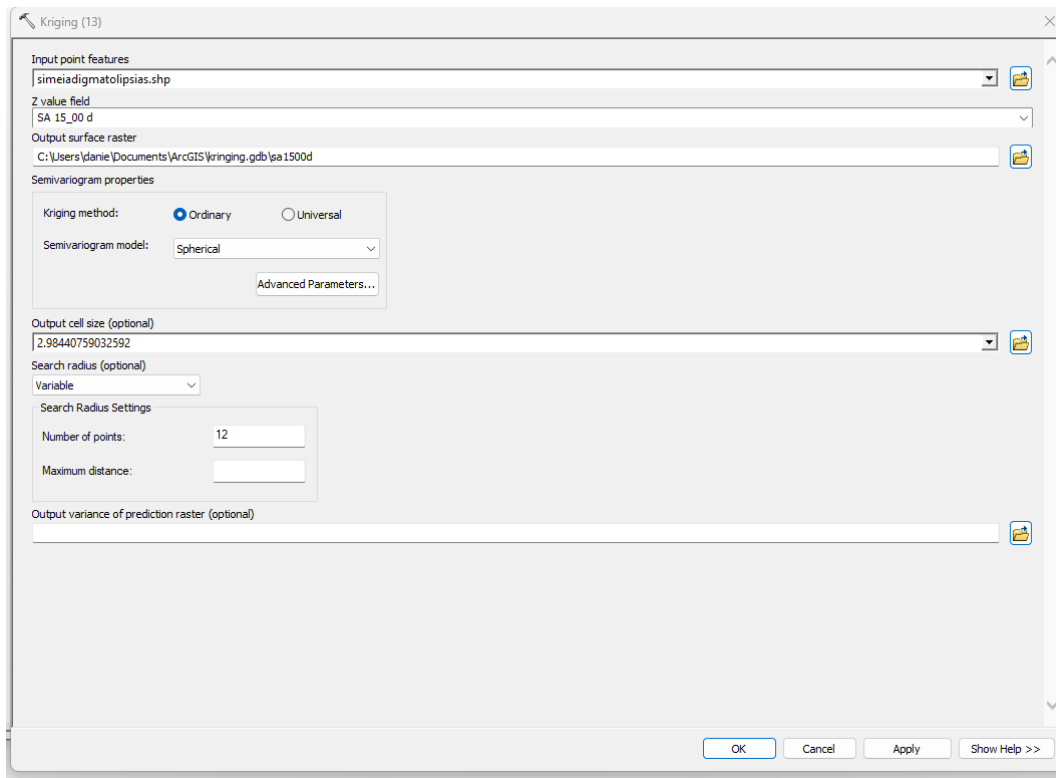 Kriging (13)
Input point features
simeiadigmatolipsias.shp
Z value field
SA 15_00 d
Output surface raster
C:\Users\danie\Documents\ArcGIS\kringing.gdb\sa1500d
Semivariogram properties
Kriging method: Ordinary Universal
Semivariogram model: Spherical
Advanced Parameters...
Output cell size (optional)
2.98440759032592
Search radius (optional)
Variable
Search Radius Settings
Number of points: 12
Maximum distance:
Output variance of prediction raster (optional)
OK Cancel Apply Show Help >>